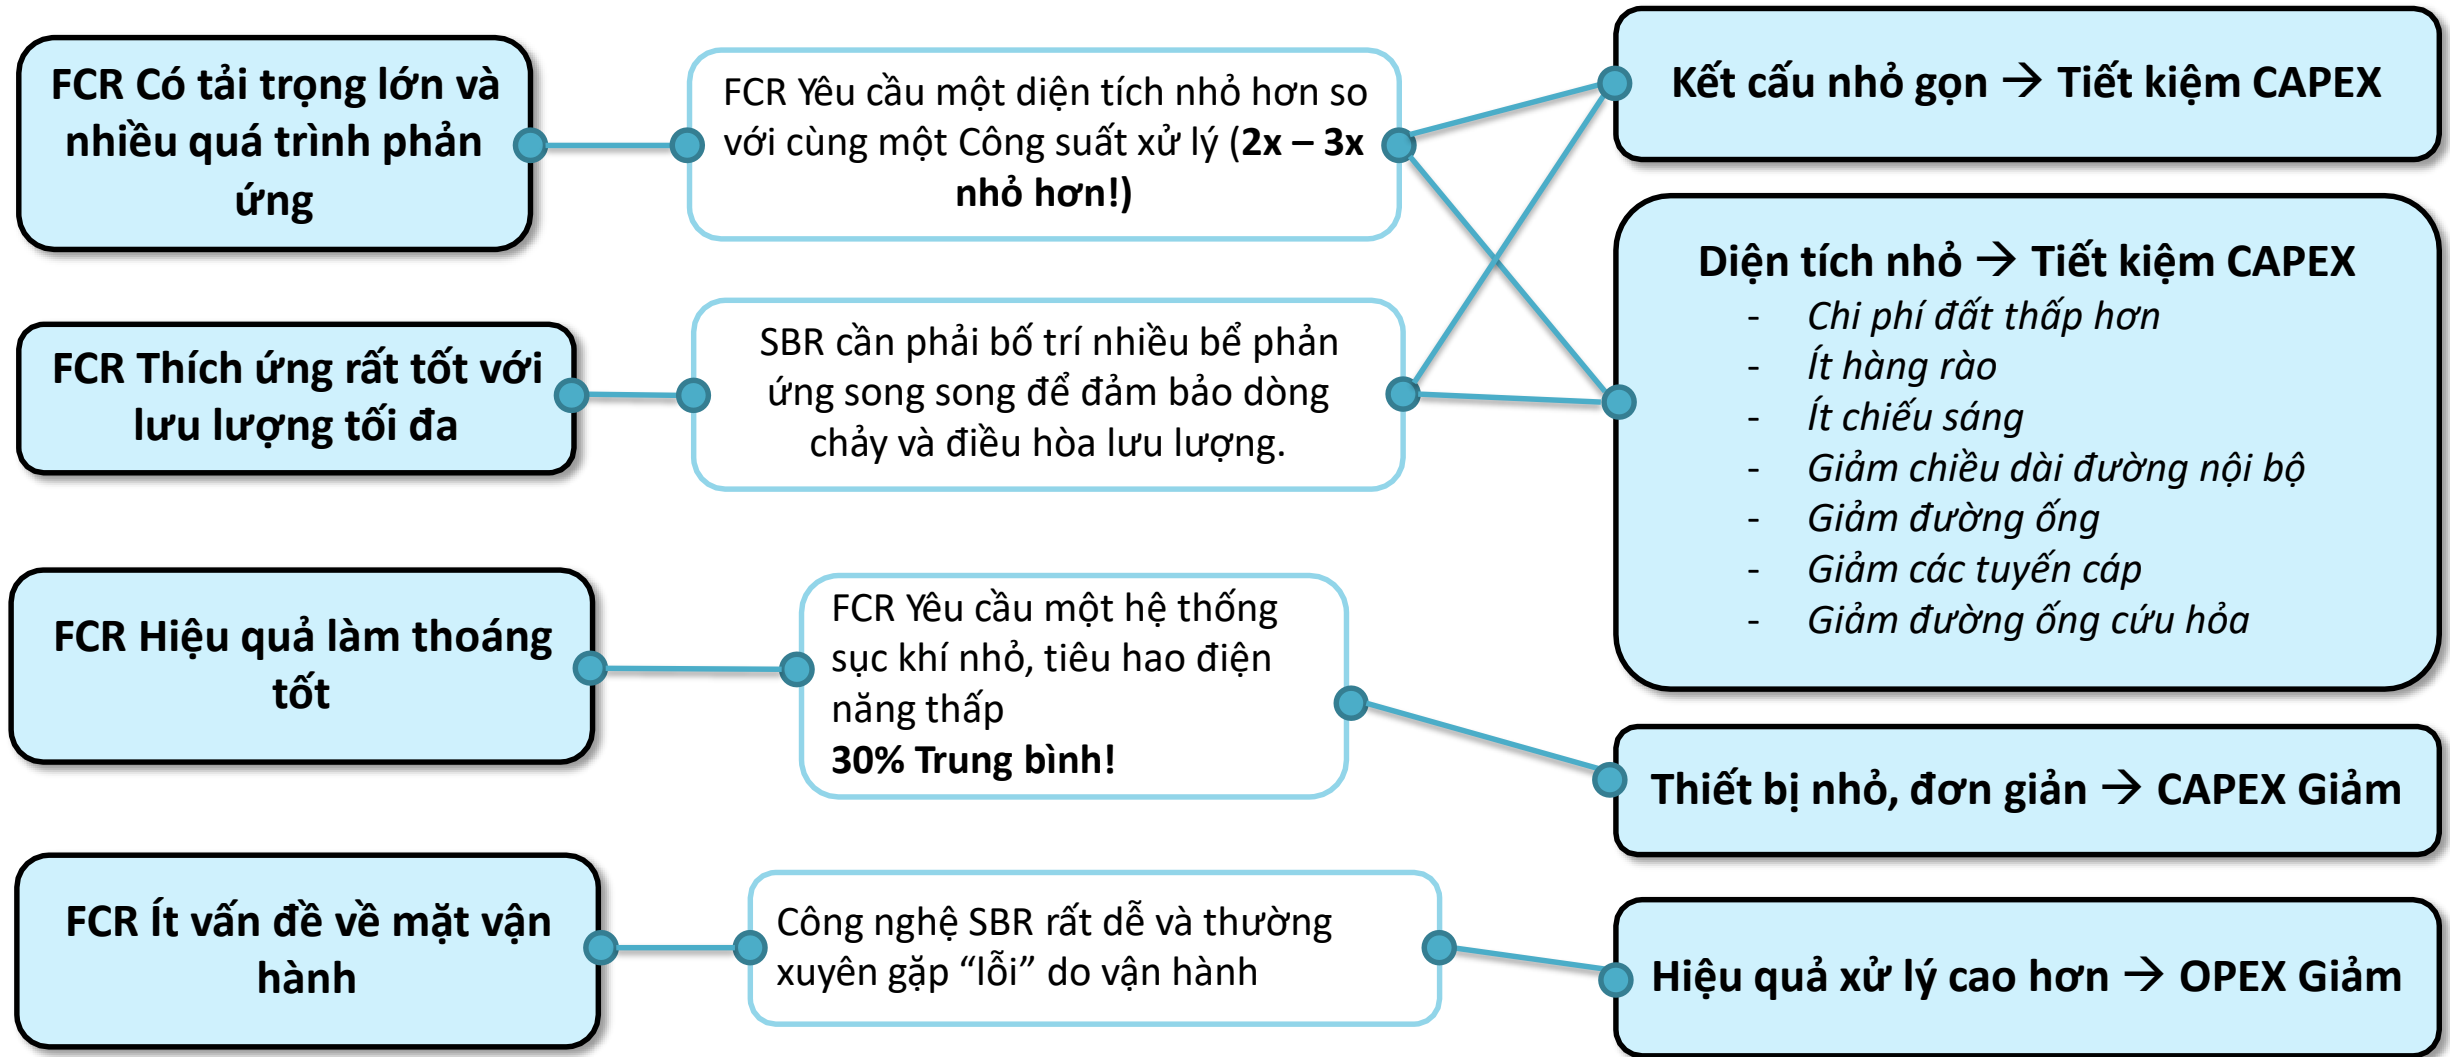 FCR Có tải trọng lớn và
nhiều quá trình phản
ứng
FCR Yêu cầu một diện tích nhỏ hơn so
với cùng một Công suất xử lý (2x – 3x
nhỏ hơn!)
Kết cấu nhỏ gọn → Tiết kiệm CAPEX
FCR Thích ứng rất tốt với
lưu lượng tối đa
SBR cần phải bố trí nhiều bể phản
ứng song song để đảm bảo dòng
chảy và điều hòa lưu lượng.
Diện tích nhỏ → Tiết kiệm CAPEX
- Chi phí đất thấp hơn
- Ít hàng rào
- Ít chiếu sáng
- Giảm chiều dài đường nội bộ
- Giảm đường ống
- Giảm các tuyến cáp
- Giảm đường ống cứu hỏa
FCR Hiệu quả làm thoáng
tốt
FCR Yêu cầu một hệ thống
sục khí nhỏ, tiêu hao điện
năng thấp
30% Trung bình!
Thiết bị nhỏ, đơn giản → CAPEX Giảm
FCR Ít vấn đề về mặt vận
hành
Công nghệ SBR rất dễ và thường
xuyên gặp “lỗi” do vận hành
Hiệu quả xử lý cao hơn → OPEX Giảm